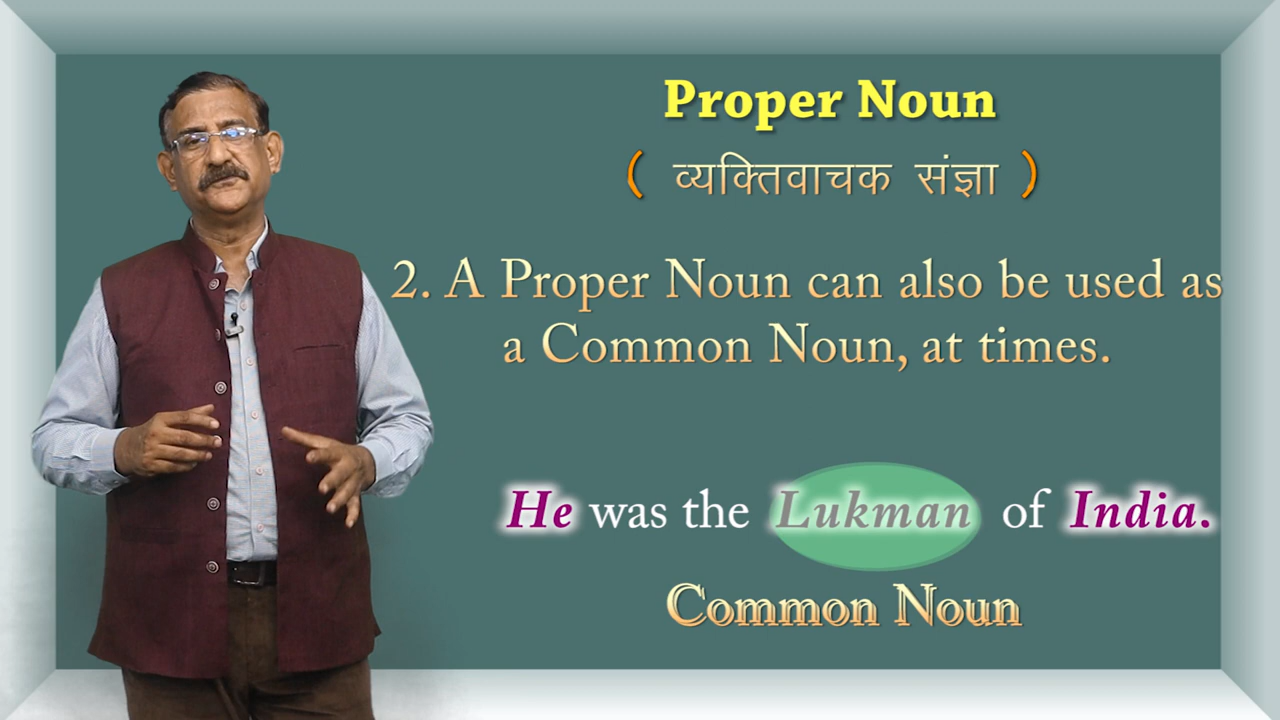 Proper Noun
( व्यक्तिवाचक संज्ञा )
2. A Proper Noun can also be used as
a Common Noun, at times.
He was the Lukman of India.
Common Noun